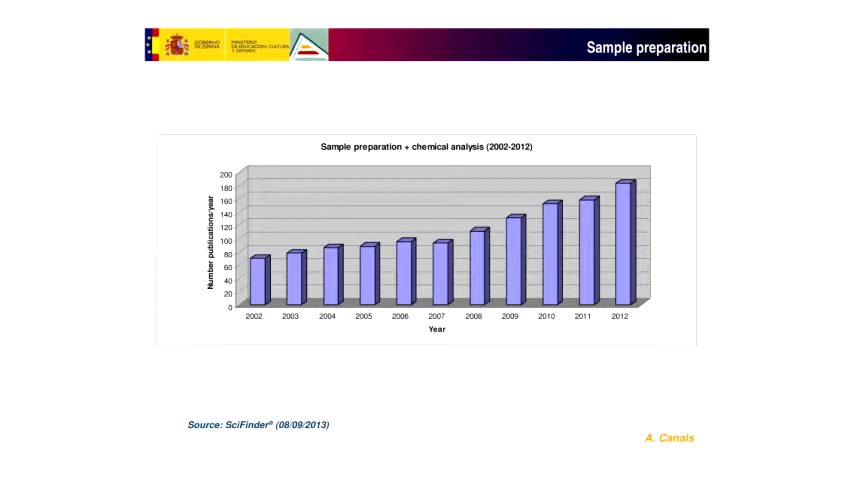 GOBIERNO
DE ESPAÑA
MINISTERIO
DE EDUCACIÓN, CULTURA
Y DEPORTE
Sample preparation
Sample preparation + chemical analysis (2002-2012)
Number publications/year
200
180
160
140
120
100
80
60
40
20
0
2002 2003 2004 2005 2006 2007 2008 2009 2010 2011 2012
Year
Source: SciFinder® (08/09/2013)
A. Canals